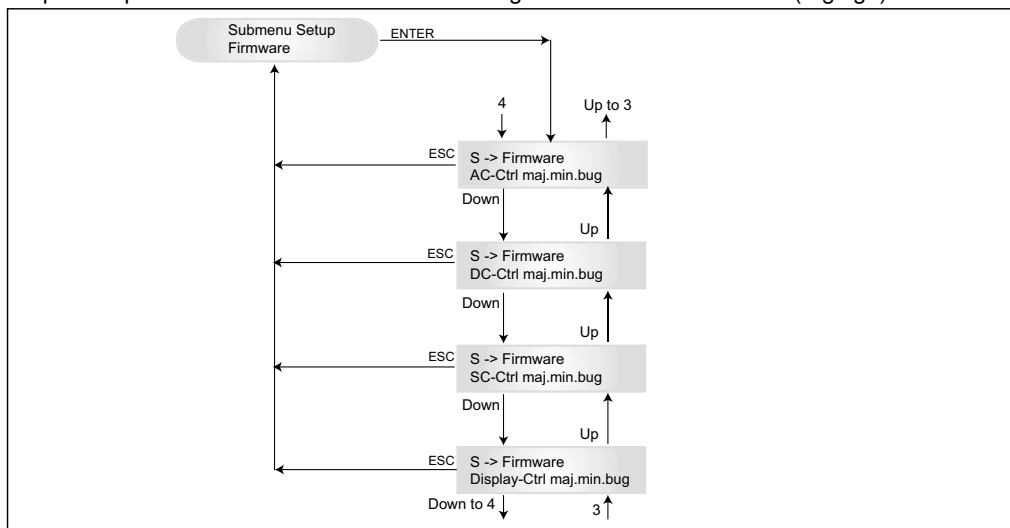 Submenu Setup
Firmware
ENTER
4
Up to 3
ESC
S -> Firmware
AC-Ctrl maj.min.bug
Down
Up
ESC
S -> Firmware
DC-Ctrl maj.min.bug
Down
Up
ESC
S -> Firmware
SC-Ctrl maj.min.bug
Down
Up
ESC
S -> Firmware
Display-Ctrl maj.min.bug
Down to 4
3